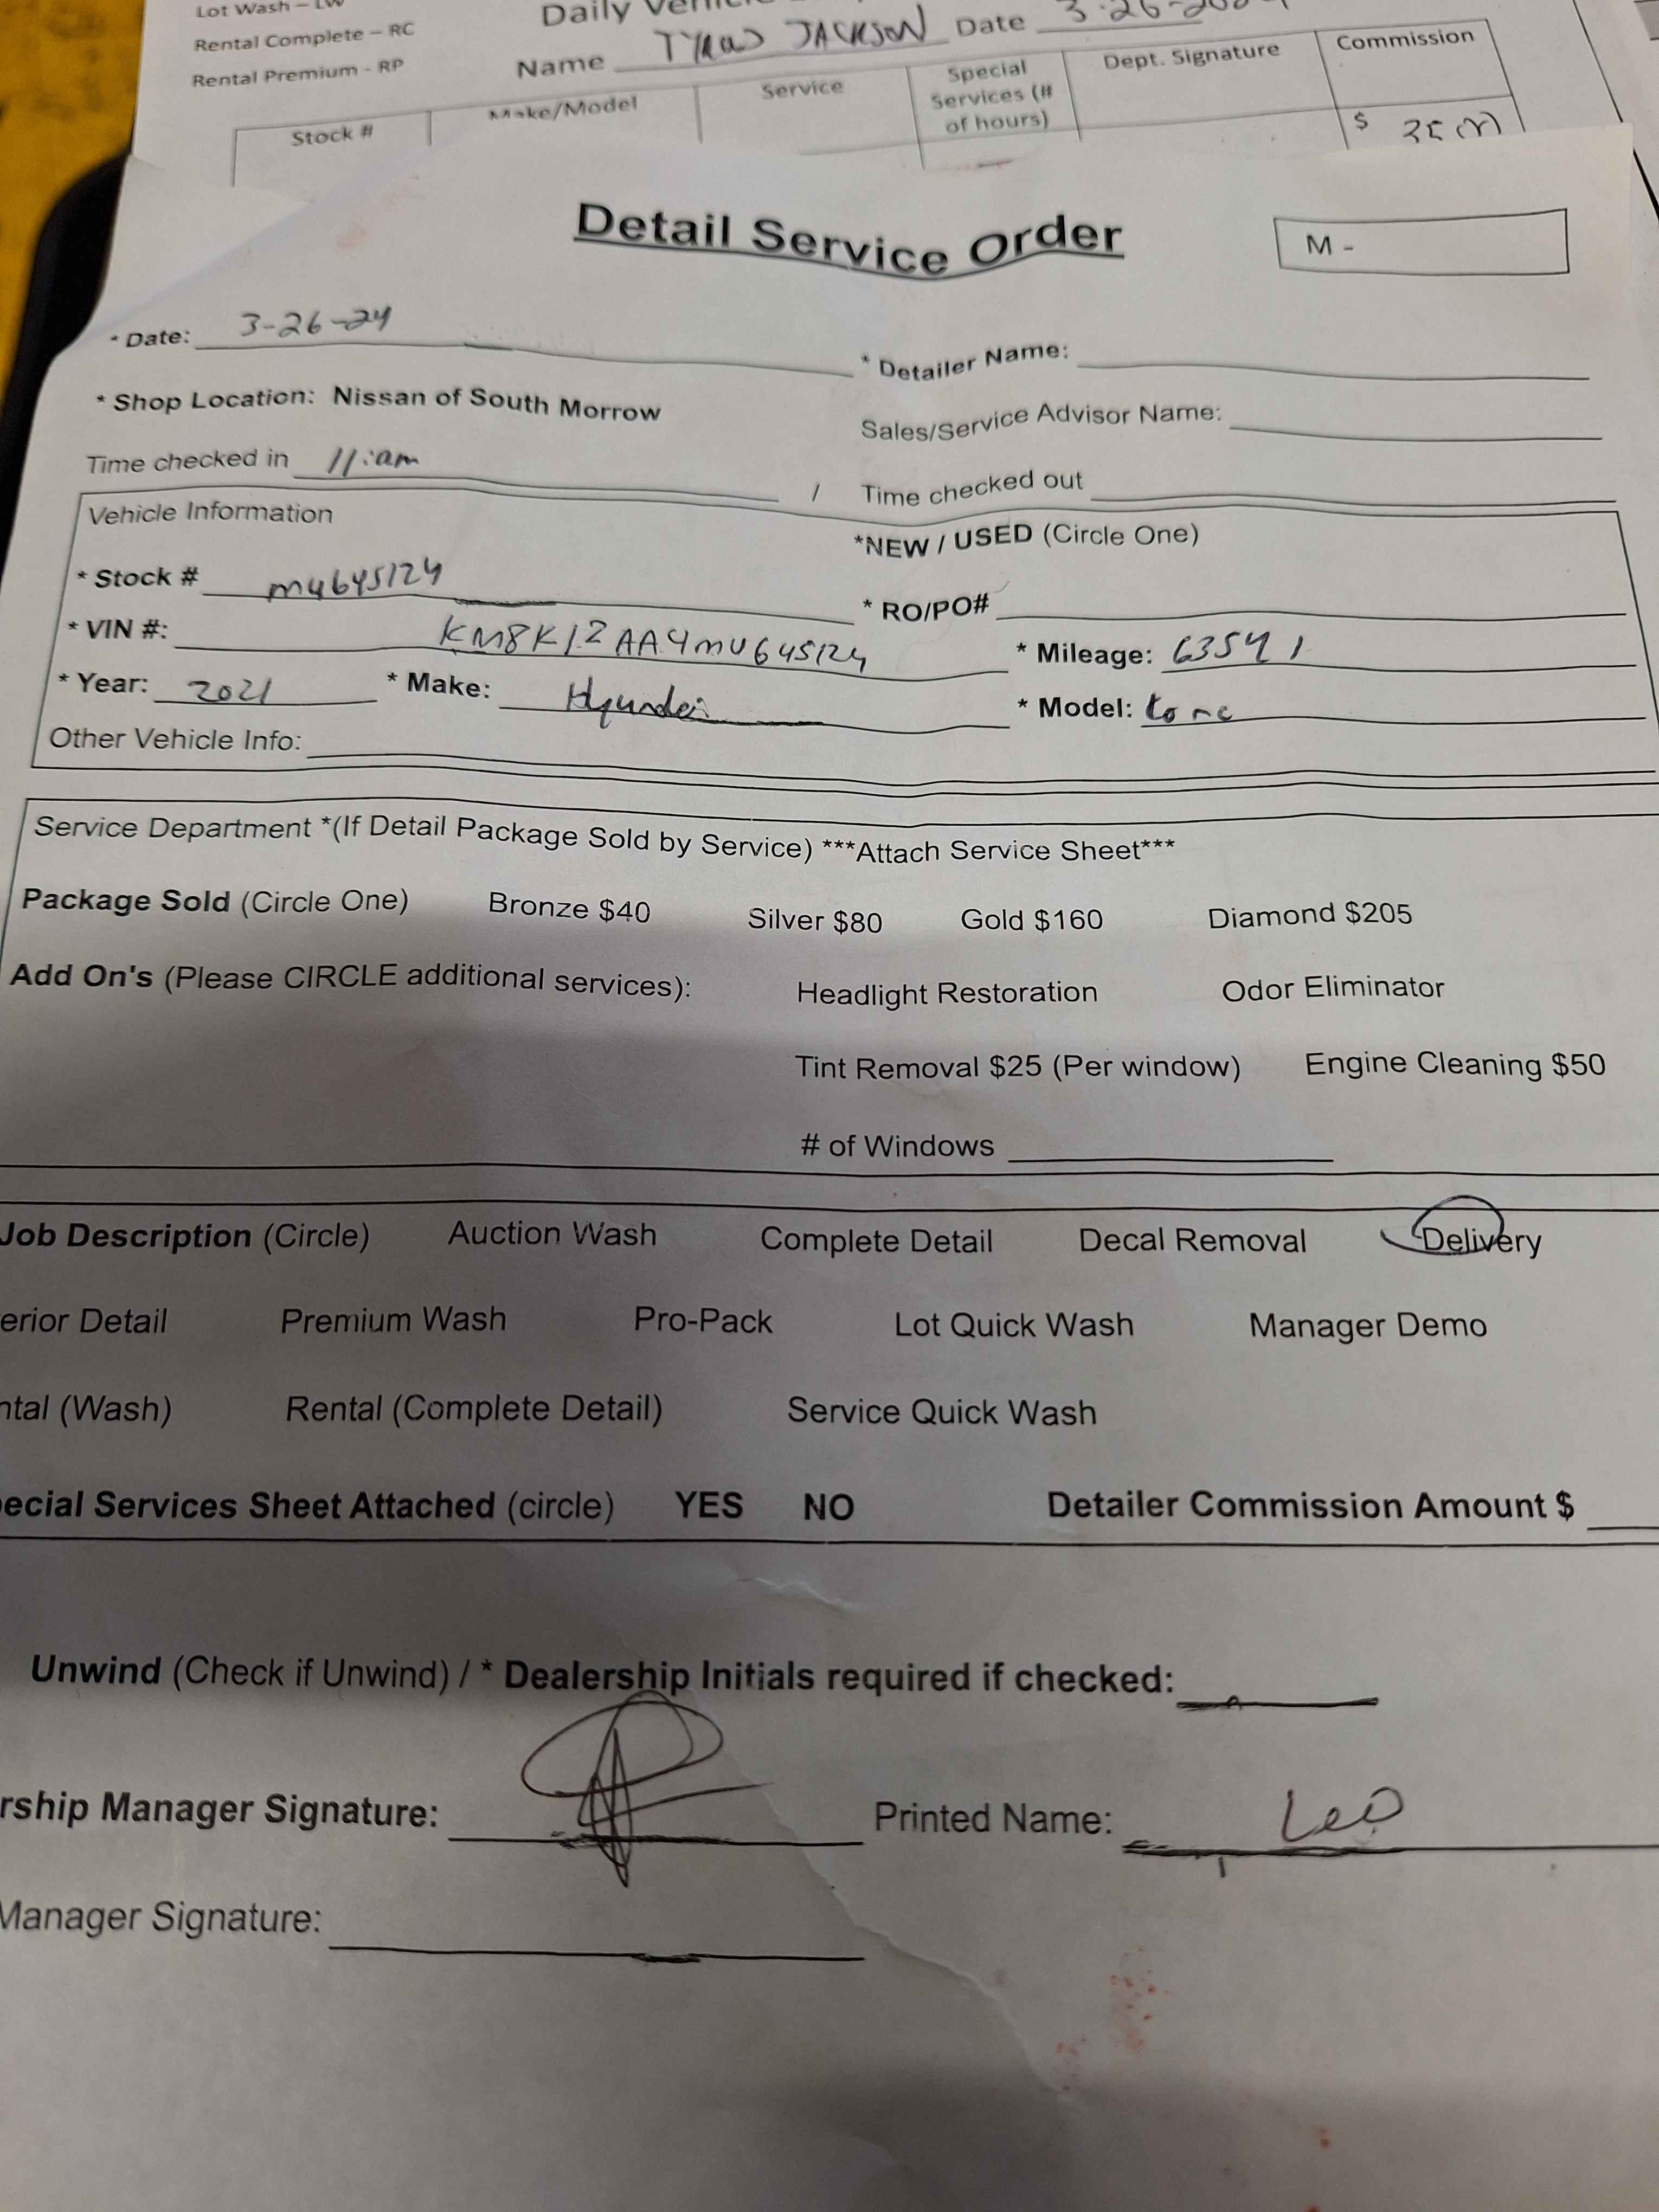 Lot Wash – LW
Rental Complete – RC
Rental Premium - RP
Daily
Name JACKSON Date
Stock # Make/Model Service Special Services (# of hours) Dept. Signature Commission
$
Detail Service Order
M -
* Date: 3-26-24
* Detailer Name:
* Shop Location: Nissan of South Morrow
Sales/Service Advisor Name:
Time checked in 11:am / Time checked out
Vehicle Information
*NEW / USED (Circle One)
* Stock # mu645124
* RO/PO#
* VIN #: KM8K12AA4MU645124
* Mileage: 63541
* Year: 2021 * Make: Hyundai
* Model: Kona
Other Vehicle Info:
Service Department *(If Detail Package Sold by Service) ***Attach Service Sheet***
Package Sold (Circle One) Bronze $40 Silver $80 Gold $160 Diamond $205
Add On's (Please CIRCLE additional services): Headlight Restoration Odor Eliminator
Tint Removal $25 (Per window) Engine Cleaning $50
# of Windows
Job Description (Circle) Auction Wash Complete Detail Decal Removal Delivery
erior Detail Premium Wash Pro-Pack Lot Quick Wash Manager Demo
ntal (Wash) Rental (Complete Detail) Service Quick Wash
ecial Services Sheet Attached (circle) YES NO Detailer Commission Amount $
Unwind (Check if Unwind) / * Dealership Initials required if checked:
rship Manager Signature: Printed Name: Leo
Manager Signature: